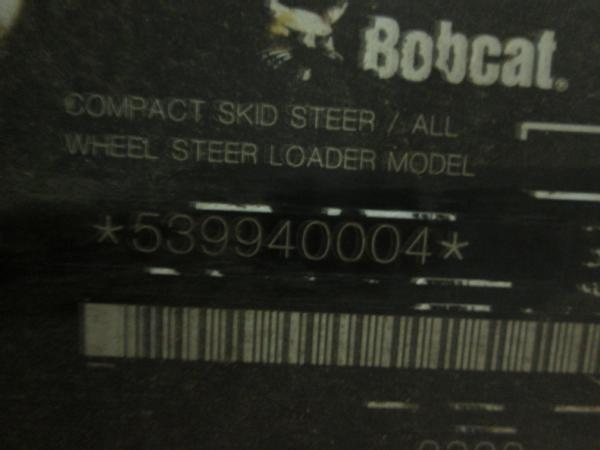 Bobcat.
COMPACT SKID STEER / ALL
WHEEL STEER LOADER MODEL
*539940004*